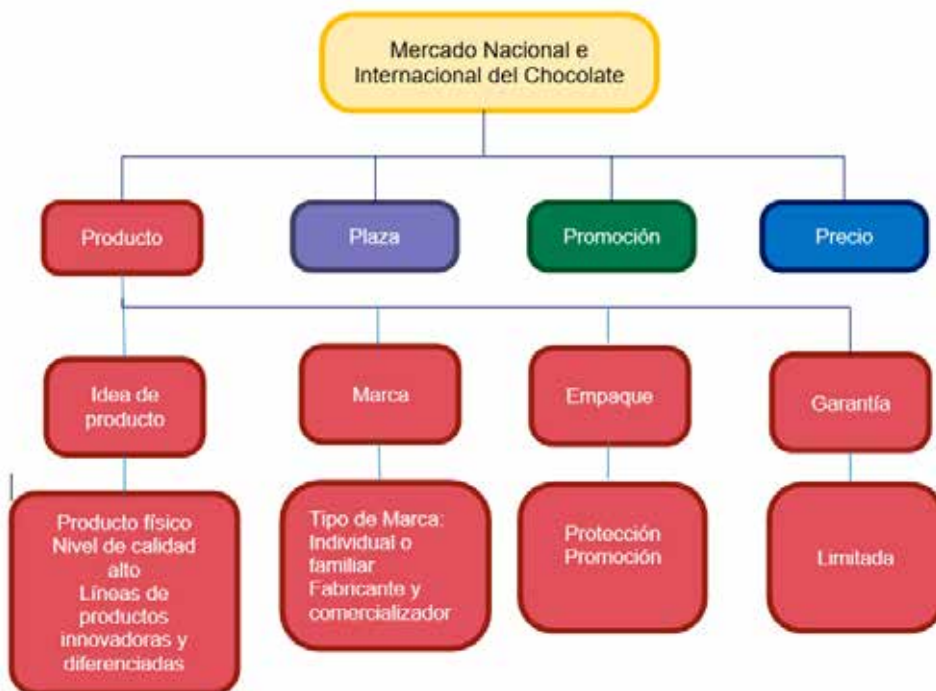 Mercado Nacional e
Internacional del Chocolate
Producto
Plaza
Promoción
Precio
Idea de
producto
Marca
Empaque
Garantía
Producto físico
Nivel de calidad
alto
Líneas de
productos
innovadoras y
diferenciadas
Tipo de Marca:
Individual o
familiar
Fabricante y
comercializador
Protección
Promoción
Limitada